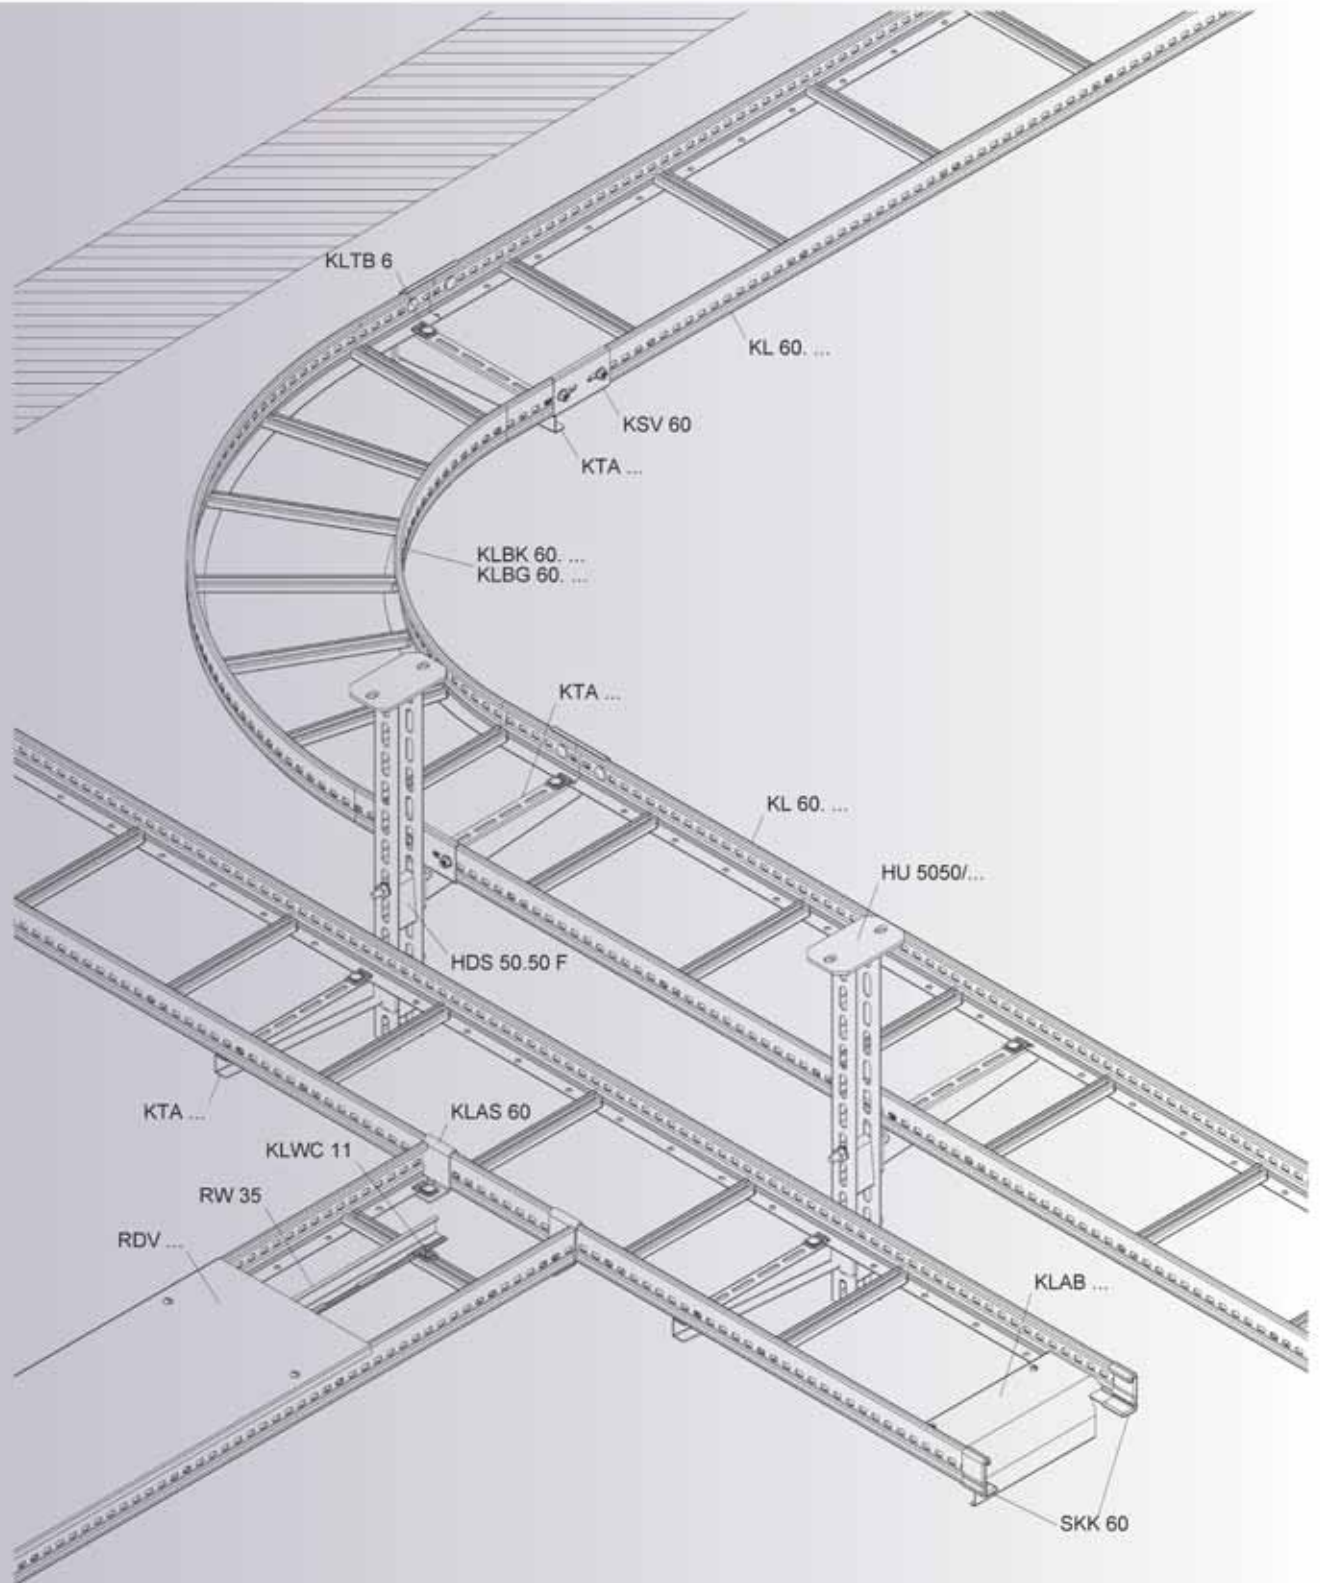 KLTB 6
KL 60. ...
KSV 60
KTA ...
KLBK 60. ...
KLBG 60. ...
KTA ...
KL 60. ...
HU 5050/...
HDS 50.50 F
KTA ...
KLAS 60
KLWC 11
RW 35
RDV ...
KLAB ...
SKK 60